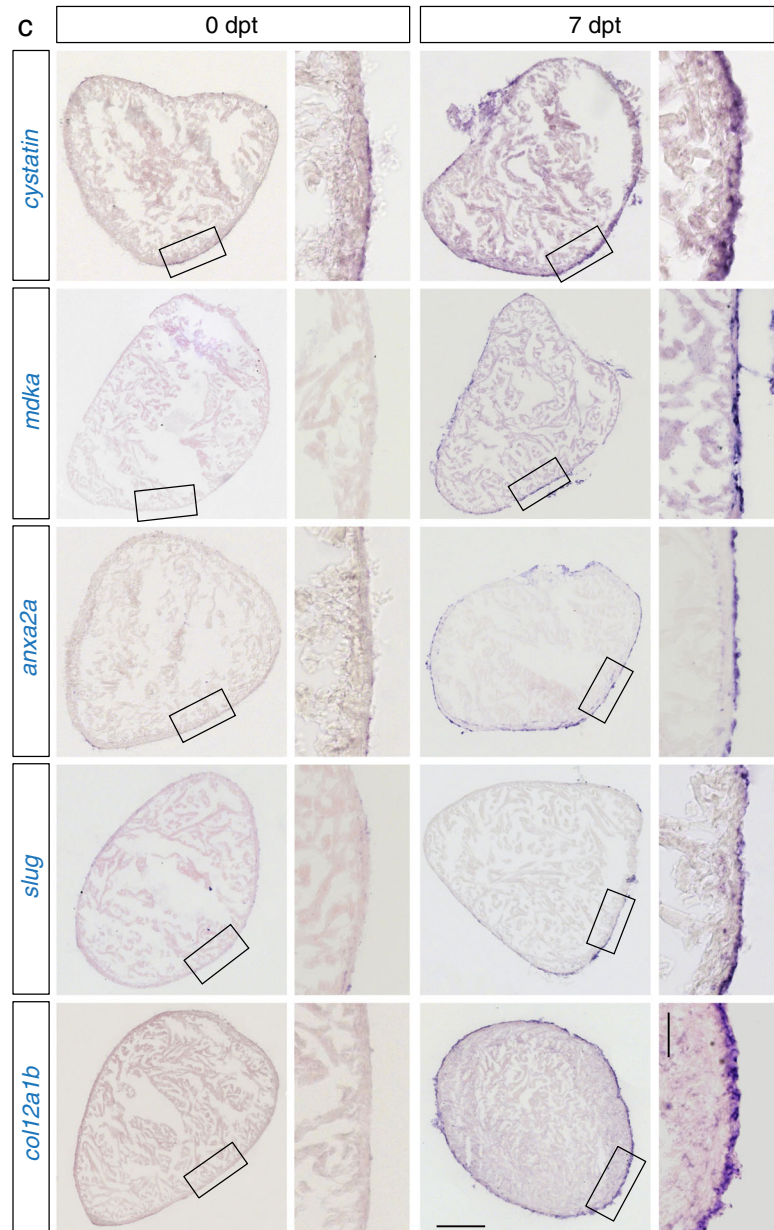 c
0 dpt
7 dpt
cystatin
mdka
anxa2a
slug
col12a1b